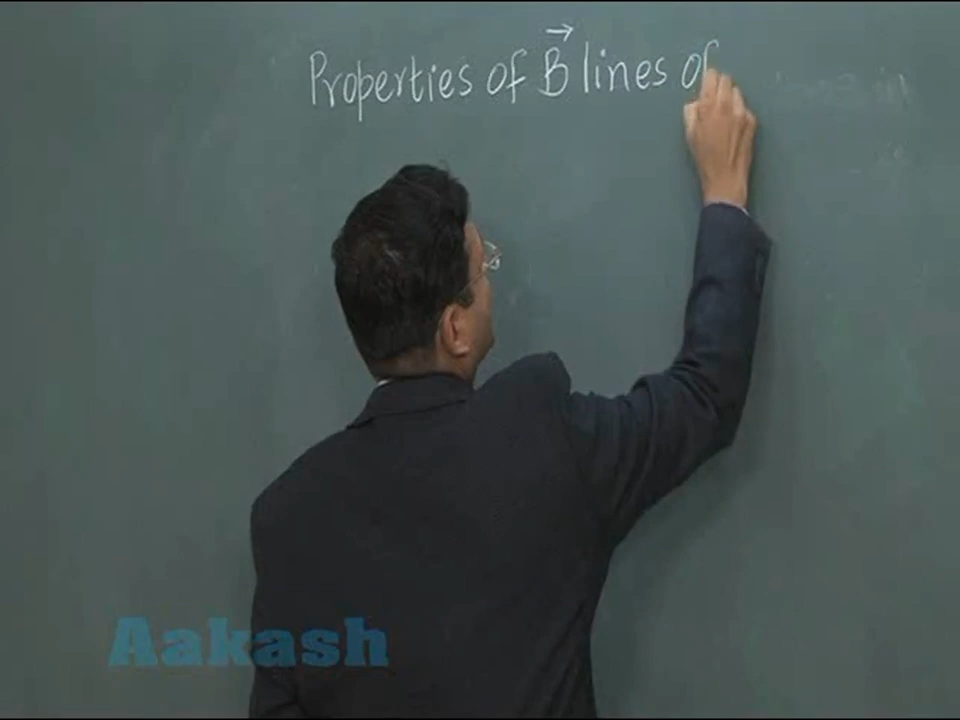 Properties of B⃗ lines of
Aakash